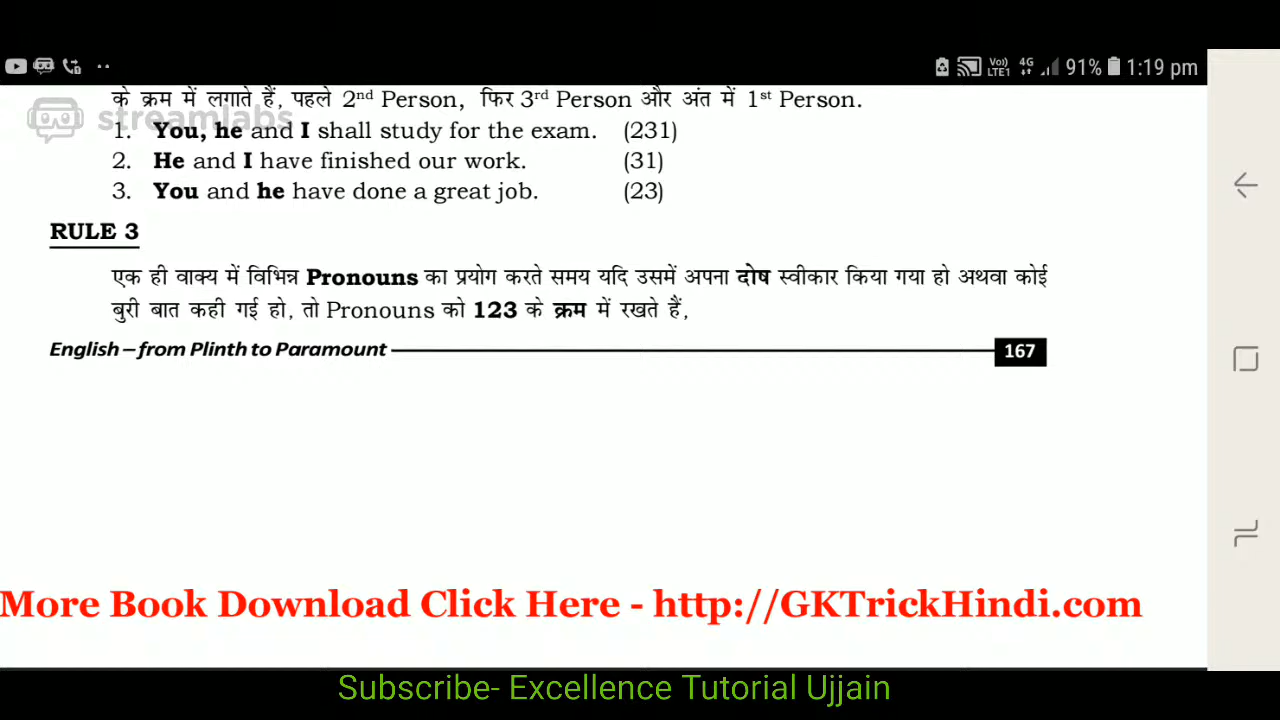 91% 1:19 pm
के क्रम में लगाते हैं, पहले 2nd Person, फिर 3rd Person और अंत में 1st Person.
streamlabs
1. You, he and I shall study for the exam. (231)
2. He and I have finished our work. (31)
3. You and he have done a great job. (23)
RULE 3
एक ही वाक्य में विभिन्न Pronouns का प्रयोग करते समय यदि उसमें अपना दोष स्वीकार किया गया हो अथवा कोई
बुरी बात कही गई हो, तो Pronouns को 123 के क्रम में रखते हैं,
English – from Plinth to Paramount 167
More Book Download Click Here - http://GKTrickHindi.com
Subscribe- Excellence Tutorial Ujjain